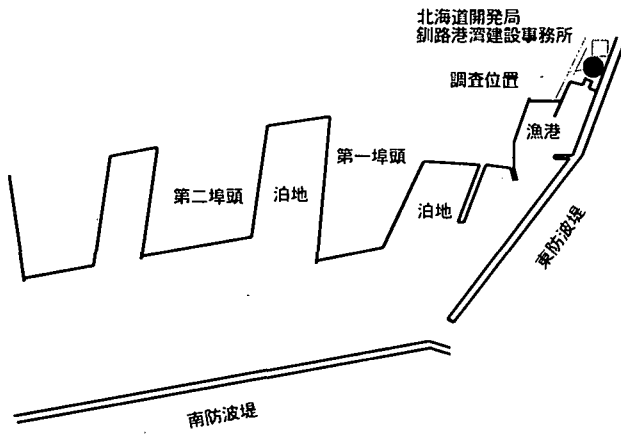 北海道開発局
釧路港湾建設事務所
調査位置
漁港
第一埠頭
第二埠頭
泊地
泊地
東防波堤
南防波堤